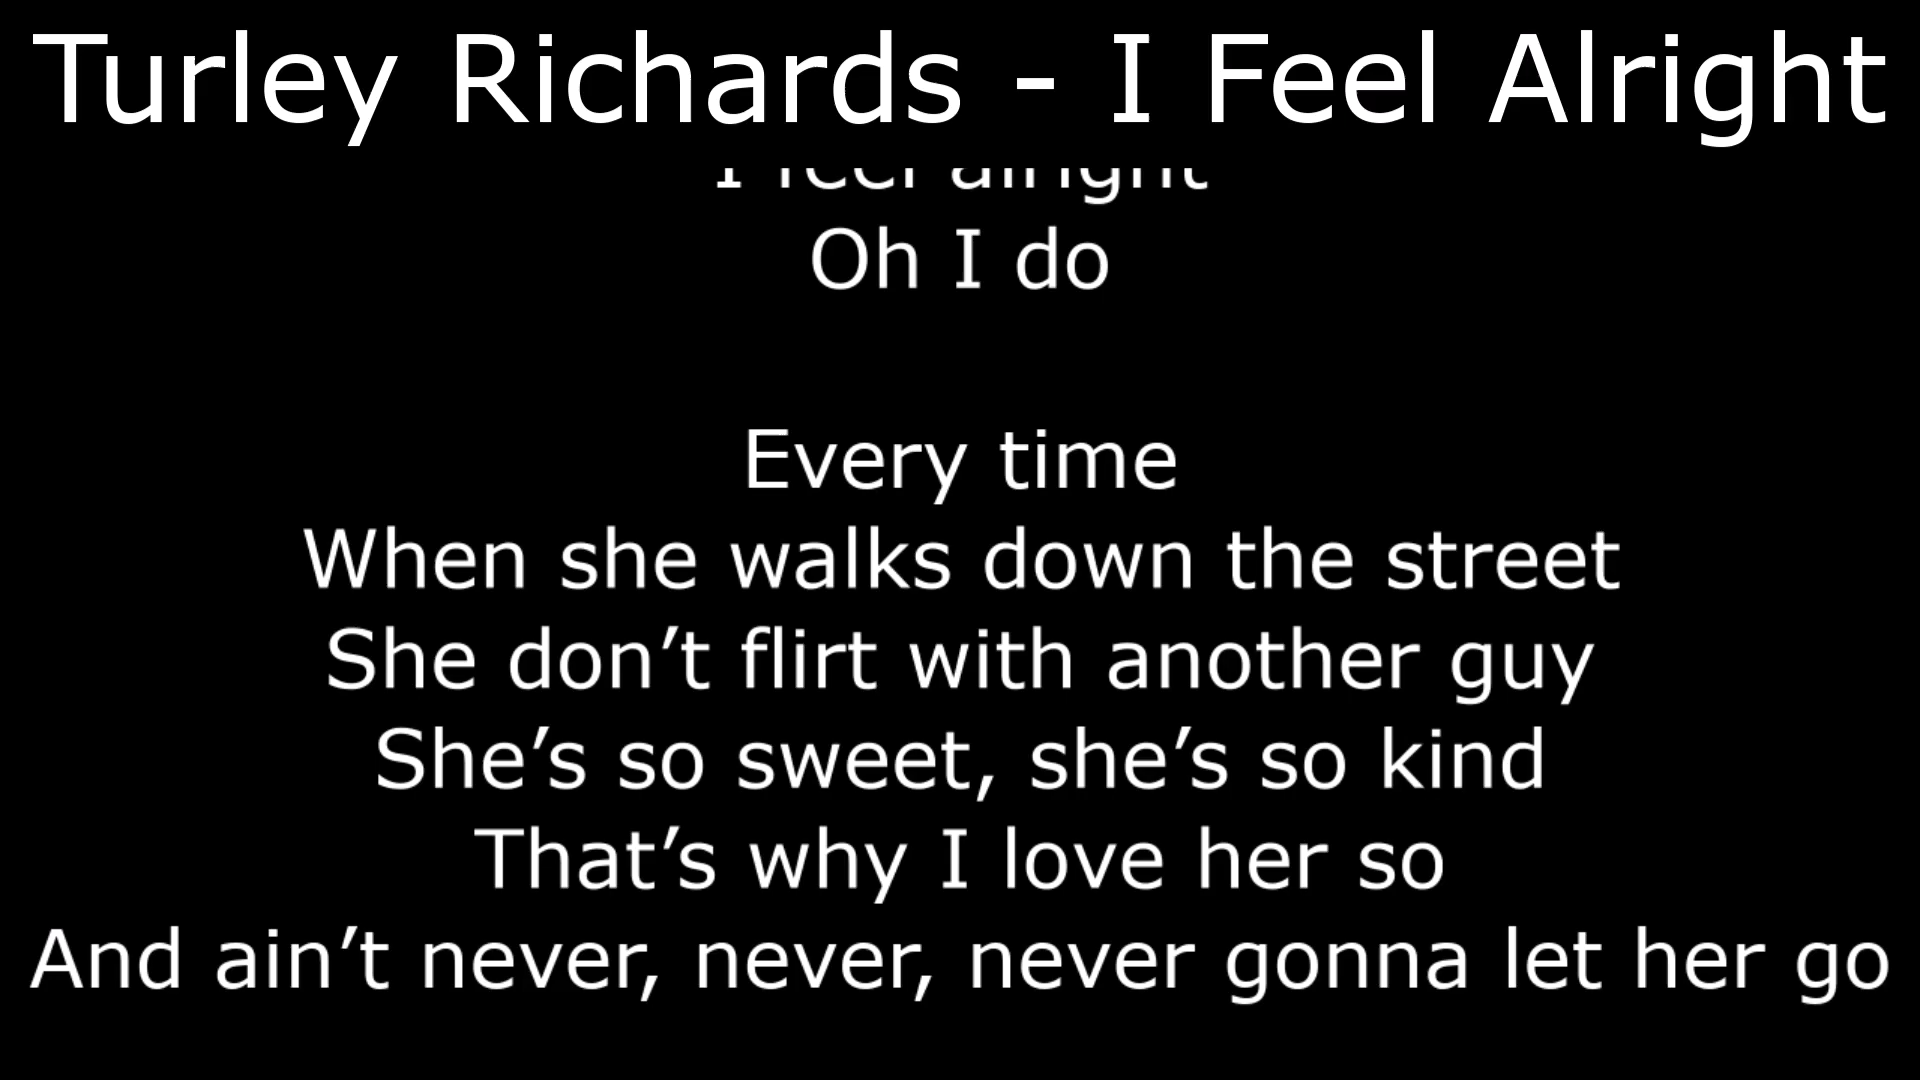 Turley Richards - I Feel Alright
I feel alright
Oh I do
Every time
When she walks down the street
She don’t flirt with another guy
She’s so sweet, she’s so kind
That’s why I love her so
And ain’t never, never, never gonna let her go